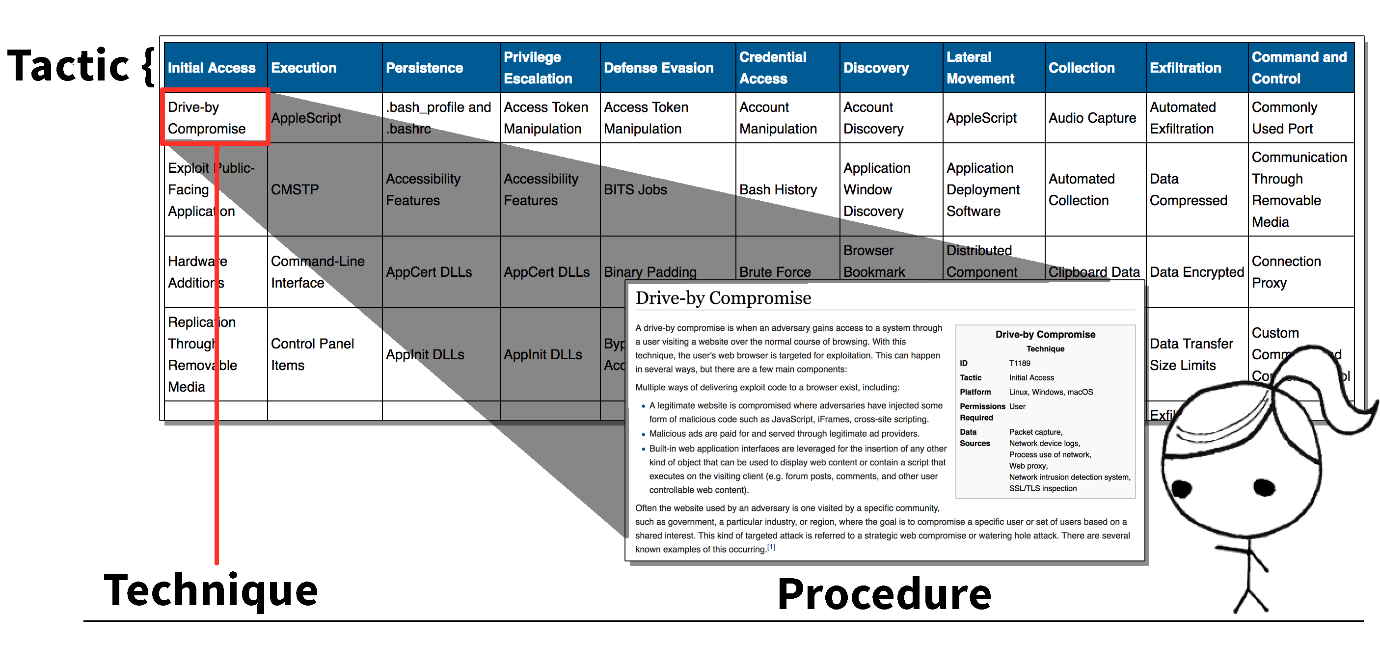 Tactic {
Initial Access
Execution
Persistence
Privilege
Escalation
Defense Evasion
Credential
Access
Discovery
Lateral
Movement
Collection
Exfiltration
Command and
Control
Drive-by
Compromise
AppleScript
.bash_profile and
.bashrc
Access Token
Manipulation
Access Token
Manipulation
Account
Manipulation
Account
Discovery
AppleScript
Audio Capture
Automated
Exfiltration
Commonly
Used Port
Exploit Public-
Facing
Application
CMSTP
Accessibility
Features
Accessibility
Features
BITS Jobs
Bash History
Application
Window
Discovery
Application
Deployment
Software
Automated
Collection
Data
Compressed
Communication
Through
Removable
Media
Hardware
Additions
Command-Line
Interface
AppCert DLLs
AppCert DLLs
Binary Padding
Brute Force
Browser
Bookmark
Distributed
Component
Clipboard Data
Data Encrypted
Connection
Proxy
Replication
Through
Removable
Media
Control Panel
Items
AppInit DLLs
AppInit DLLs
Data Transfer
Size Limits
Custom
Drive-by Compromise
A drive-by compromise is when an adversary gains access to a system through
a user visiting a website over the normal course of browsing. With this
technique, the user's web browser is targeted for exploitation. This can happen
in several ways, but there are a few main components:
Multiple ways of delivering exploit code to a browser exist, including:
• A legitimate website is compromised where adversaries have injected some
form of malicious code such as JavaScript, iFrames, cross-site scripting.
• Malicious ads are paid for and served through legitimate ad providers.
• Built-in web application interfaces are leveraged for the insertion of any other
kind of object that can be used to display web content or contain a script that
executes on the visiting client (e.g. forum posts, comments, and other user
controllable web content).
Often the website used by an adversary is one visited by a specific community,
such as government, a particular industry, or region, where the goal is to compromise a specific user or set of users based on a
shared interest. This kind of targeted attack is referred to a strategic web compromise or watering hole attack. There are several
known examples of this occurring.[1]
Drive-by Compromise
Technique
ID T1189
Tactic Initial Access
Platform Linux, Windows, macOS
Permissions User
Required
Data Packet capture,
Sources Network device logs,
Process use of network,
Web proxy,
Network intrusion detection system,
SSL/TLS inspection
Technique
Procedure